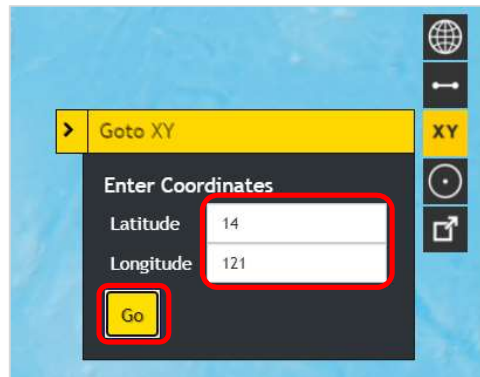 Goto XY
XY
Enter Coordinates
Latitude 14
Longitude 121
Go